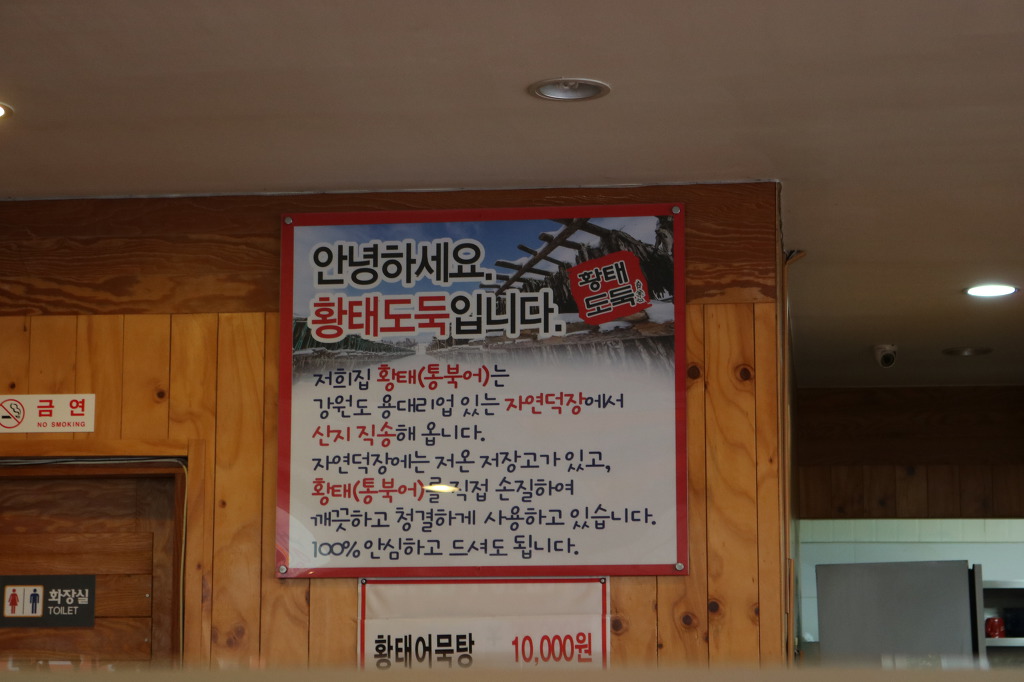 안녕하세요.
황태도둑입니다.
황태
도둑
저희집 황태(통북어)는
강원도 용대리업 있는 자연덕장에서
산지 직송해 옵니다.
자연덕장에는 저온 저장고가 있고,
황태(통북어)를 직접 손질하여
깨끗하고 청결하게 사용하고 있습니다.
100% 안심하고 드셔도 됩니다.
금연
NO SMOKING
화장실
TOILET
황태어묵탕 10,000원